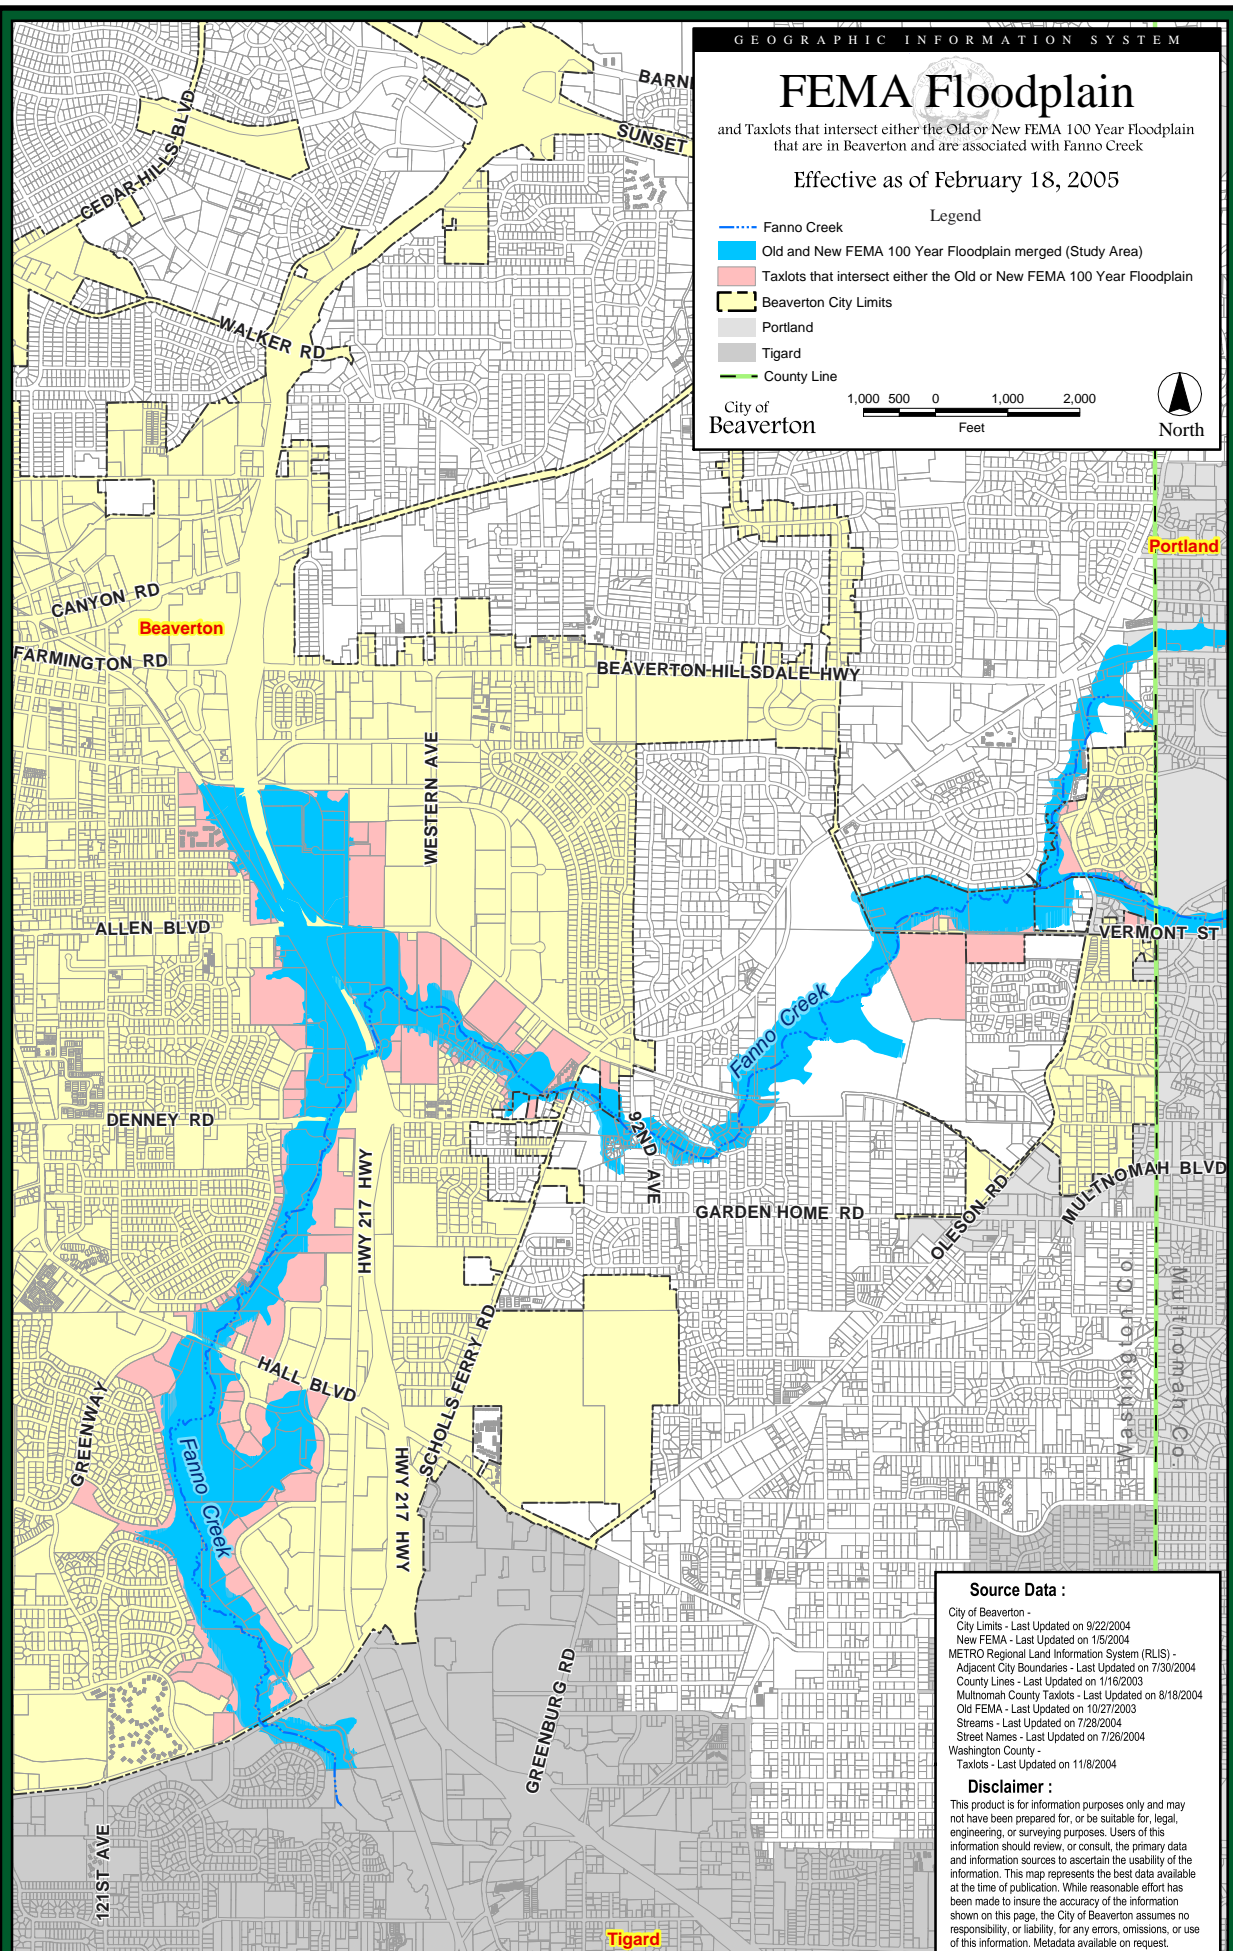 GEOGRAPHIC INFORMATION SYSTEM
FEMA Floodplain
and Taxlots that intersect either the Old or New FEMA 100 Year Floodplain
that are in Beaverton and are associated with Fanno Creek
Effective as of February 18, 2005
Legend
Fanno Creek
Old and New FEMA 100 Year Floodplain merged (Study Area)
Taxlots that intersect either the Old or New FEMA 100 Year Floodplain
Beaverton City Limits
Portland
Tigard
County Line
City of
Beaverton
1,000 500 0 1,000 2,000
Feet
North
SUNSET
CEDAR HILLS BLVD
WALKER RD
Portland
CANYON RD
Beaverton
FARMINGTON RD
BEAVERTON-HILLSDALE HWY
WESTERN AVE
ALLEN BLVD
VERMONT ST
Fanno Creek
DENNEY RD
92ND AVE
HWY 217 HWY
GARDEN HOME RD
OLESON RD
MULTNOMAH BLVD
Washington Co.
Multnomah Co.
HALL BLVD
SCHOLLS FERRY RD
GREENWAY
Fanno Creek
HWY 217 HWY
GREENBURG RD
121ST AVE
Tigard
Source Data :
City of Beaverton -
City Limits - Last Updated on 9/22/2004
New FEMA - Last Updated on 1/5/2004
METRO Regional Land Information System (RLIS) -
Adjacent City Boundaries - Last Updated on 7/30/2004
County Lines - Last Updated on 1/16/2003
Multnomah County Taxlots - Last Updated on 8/18/2004
Old FEMA - Last Updated on 10/27/2003
Streams - Last Updated on 7/28/2004
Street Names - Last Updated on 7/26/2004
Washington County -
Taxlots - Last Updated on 11/8/2004
Disclaimer :
This product is for information purposes only and may
not have been prepared for, or be suitable for, legal,
engineering, or surveying purposes. Users of this
information should review, or consult, the primary data
and information sources to ascertain the usability of the
information. This map represents the best data available
at the time of publication. While reasonable effort has
been made to insure the accuracy of the information
shown on this page, the City of Beaverton assumes no
responsibility, or liability, for any errors, omissions, or use
of this information. Metadata available on request.